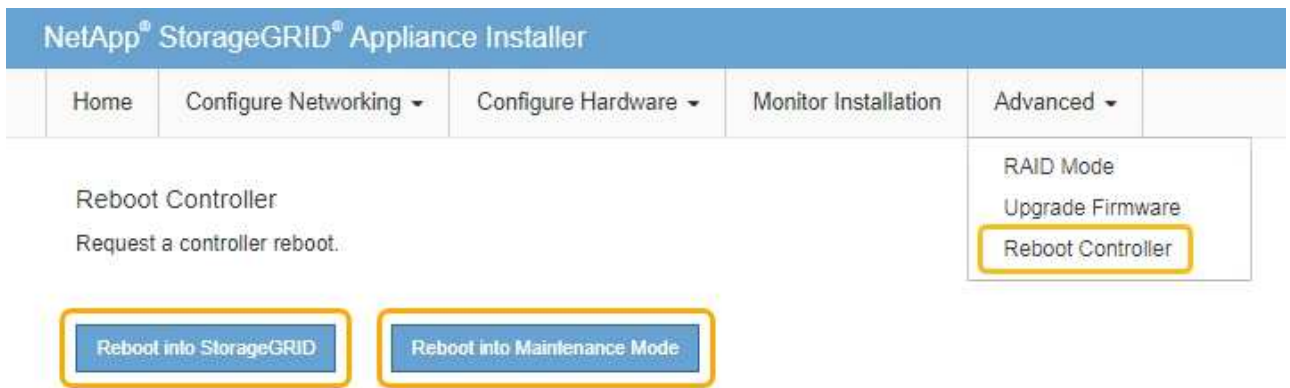 NetApp® StorageGRID® Appliance Installer
Home Configure Networking Configure Hardware Monitor Installation Advanced
RAID Mode
Upgrade Firmware
Reboot Controller
Reboot Controller
Request a controller reboot.
Reboot into StorageGRID Reboot into Maintenance Mode